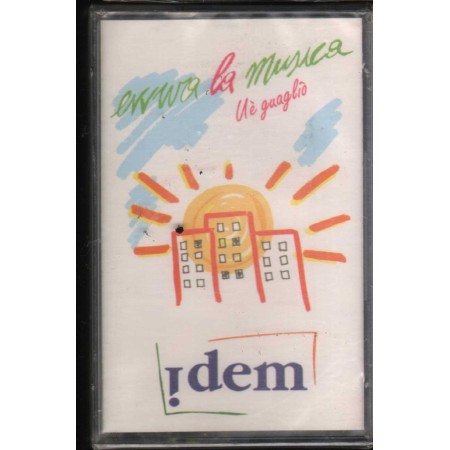 evviva la musica
Uè guagliò
idem